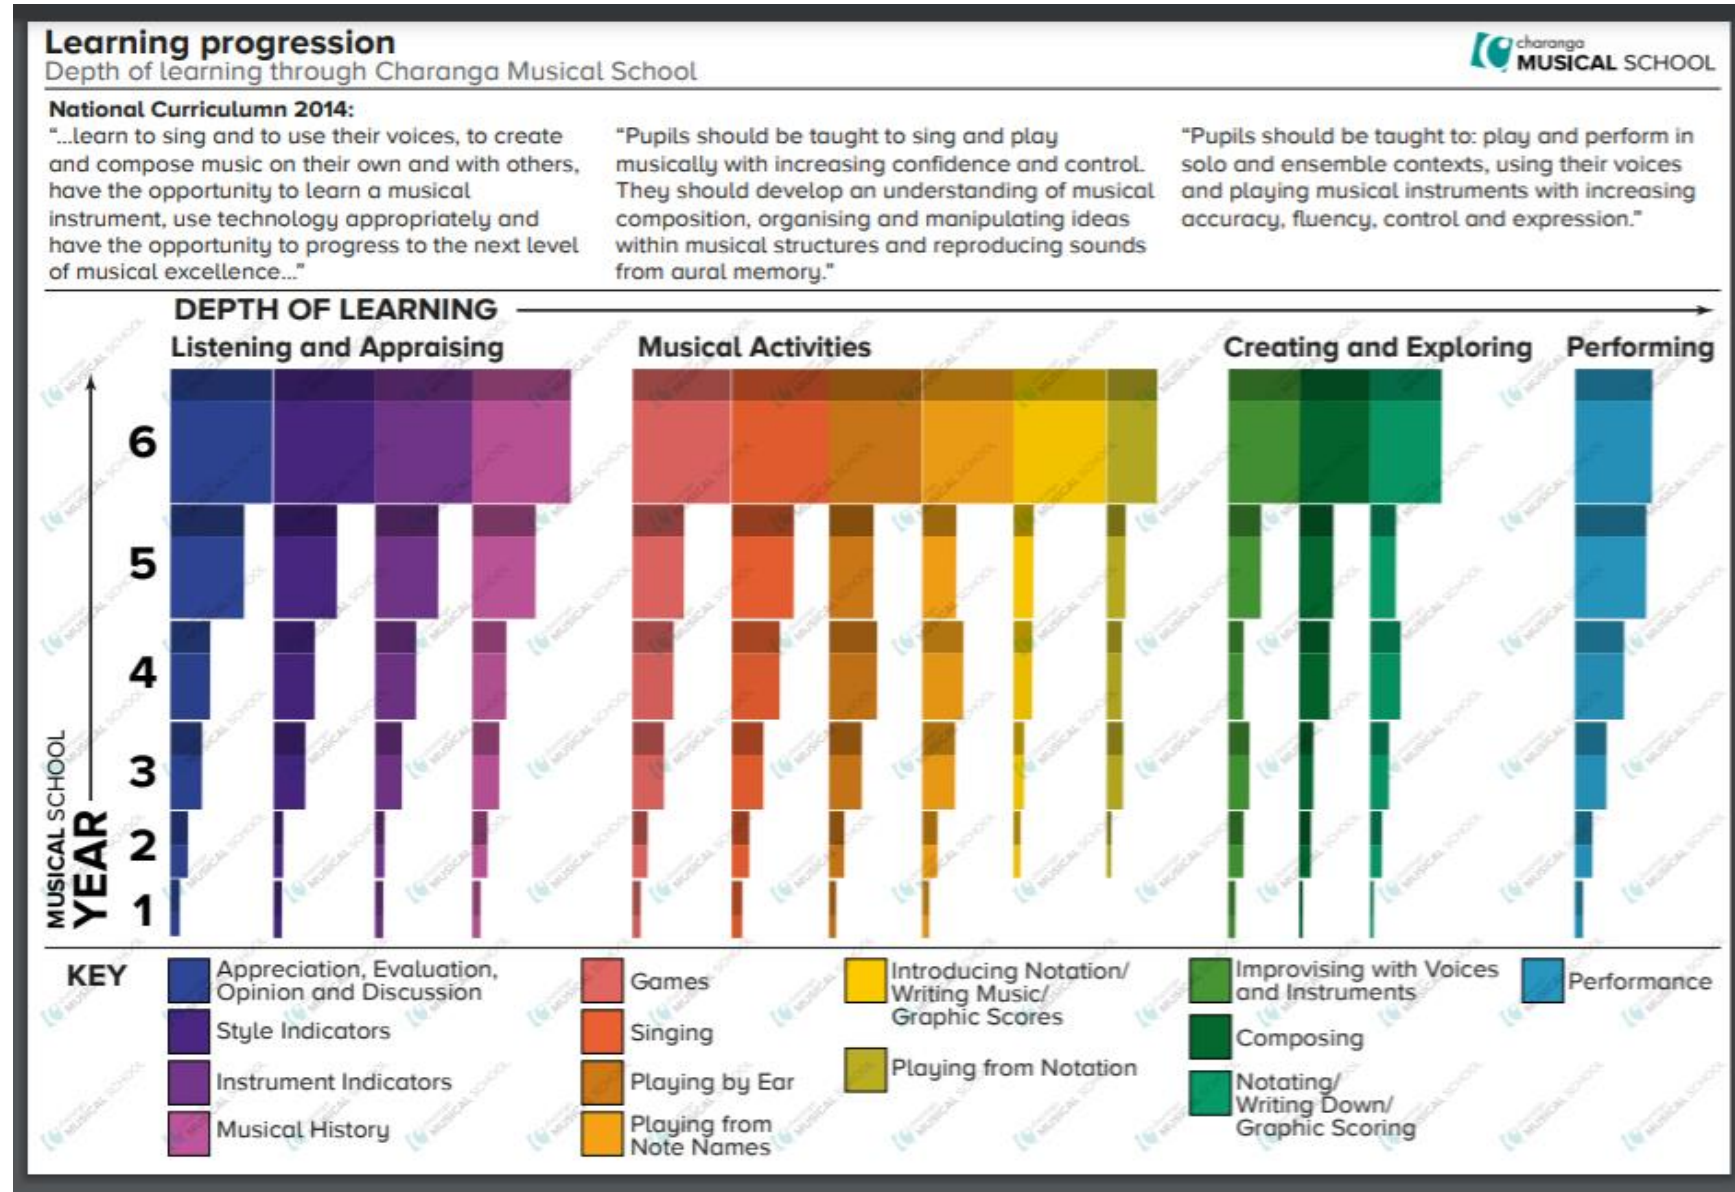 Learning progression
Depth of learning through Charanga Musical School
charanga
MUSICAL SCHOOL
National Curriculumn 2014:
“...learn to sing and to use their voices, to create
and compose music on their own and with others,
have the opportunity to learn a musical
instrument, use technology appropriately and
have the opportunity to progress to the next level
of musical excellence...”
“Pupils should be taught to sing and play
musically with increasing confidence and control.
They should develop an understanding of musical
composition, organising and manipulating ideas
within musical structures and reproducing sounds
from aural memory.”
“Pupils should be taught to: play and perform in
solo and ensemble contexts, using their voices
and playing musical instruments with increasing
accuracy, fluency, control and expression.”
DEPTH OF LEARNING
Listening and Appraising
Musical Activities
Creating and Exploring
Performing
6
5
4
3
2
1
MUSICAL SCHOOL
YEAR
KEY
Appreciation, Evaluation,
Opinion and Discussion
Style Indicators
Instrument Indicators
Musical History
Games
Singing
Playing by Ear
Playing from
Note Names
Introducing Notation/
Writing Music/
Graphic Scores
Playing from Notation
Improvising with Voices
and Instruments
Composing
Notating/
Writing Down/
Graphic Scoring
Performance